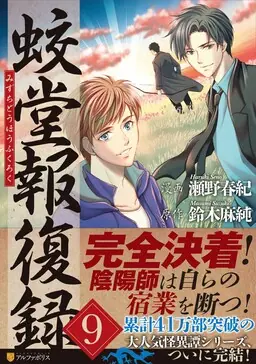 蛟堂報復録
みずちどうほうふくろく
9
漫画 瀬野春紀
Haruki Seno
原作 鈴木麻純
Masumi Suzuki
完全決着!
陰陽師は自らの
宿業を断つ!
累計41万部突破の
大人気怪異譚シリーズ、
ついに完結!
アルファポリス